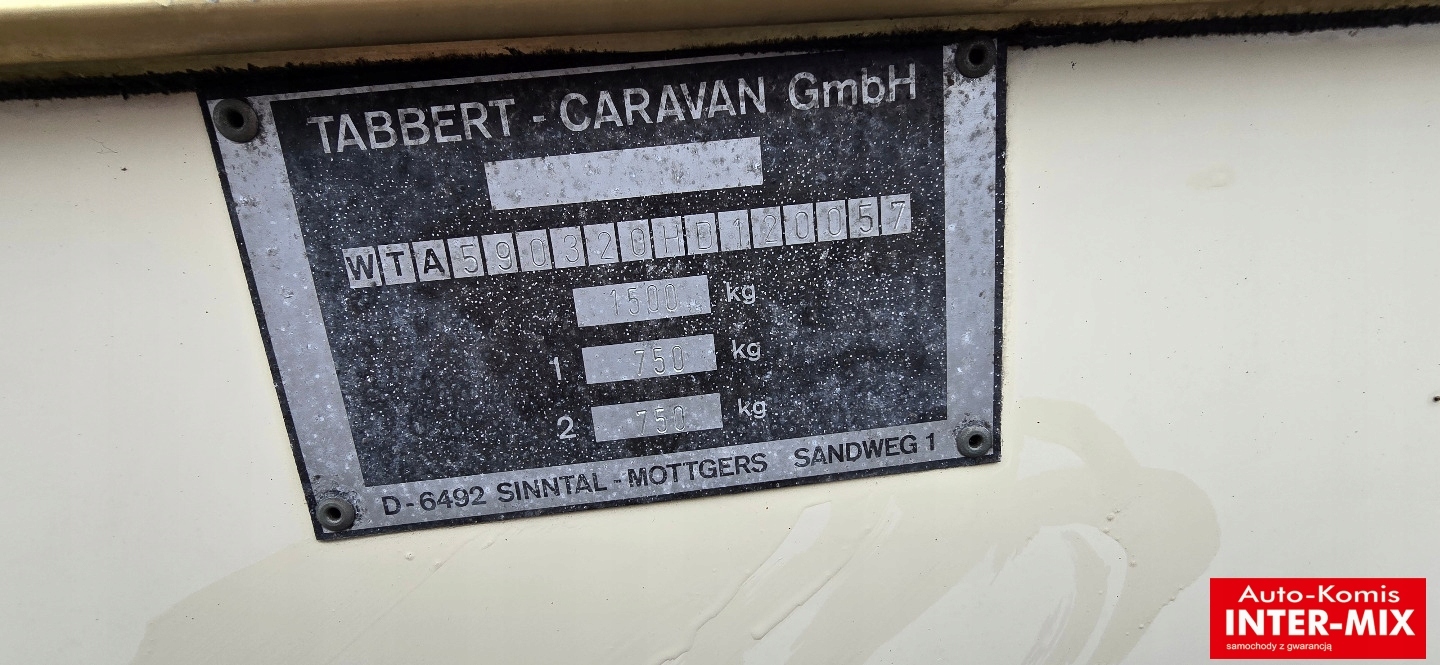 TABBERT - CARAVAN GmbH
WTA590320HD120057
1500 kg
1 750 kg
2 750 kg
D-6492 SINNTAL - MOTTGERS SANDWEG 1
Auto-Komis
INTER-MIX
samochody z gwarancją